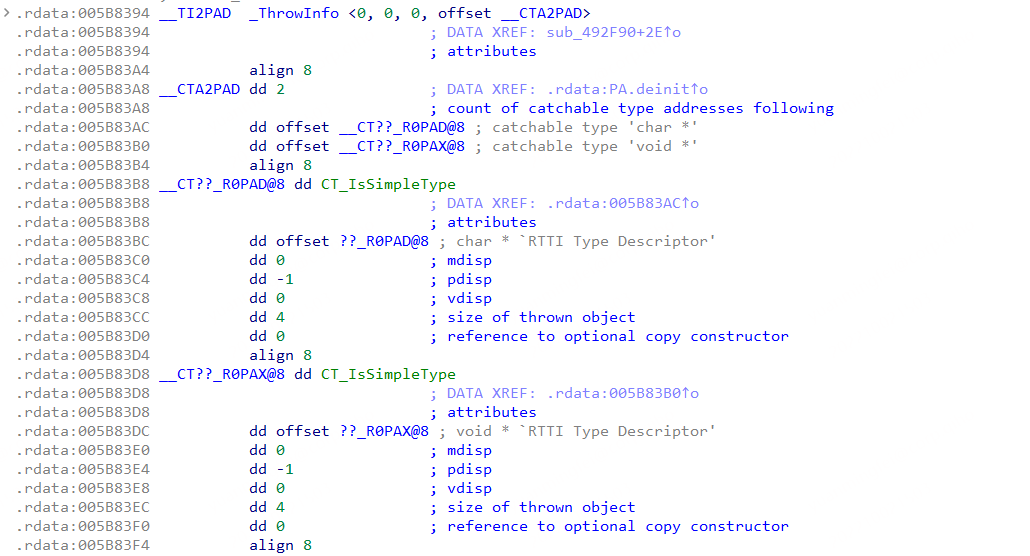 .rdata:005B8394 __TI2PAD _ThrowInfo <0, 0, 0, offset __CTA2PAD>
.rdata:005B8394 ; DATA XREF: sub_492F90+2E↑o
.rdata:005B8394 ; attributes
.rdata:005B83A4 align 8
.rdata:005B83A8 __CTA2PAD dd 2 ; DATA XREF: .rdata:PA.deinit↑o
.rdata:005B83A8 ; count of catchable type addresses following
.rdata:005B83AC dd offset __CT??_R0PAD@8 ; catchable type 'char *'
.rdata:005B83B0 dd offset __CT??_R0PAX@8 ; catchable type 'void *'
.rdata:005B83B4 align 8
.rdata:005B83B8 __CT??_R0PAD@8 dd CT_IsSimpleType
.rdata:005B83B8 ; DATA XREF: .rdata:005B83AC↑o
.rdata:005B83B8 ; attributes
.rdata:005B83BC dd offset ??_R0PAD@8 ; char * `RTTI Type Descriptor'
.rdata:005B83C0 dd 0 ; mdisp
.rdata:005B83C4 dd -1 ; pdisp
.rdata:005B83C8 dd 0 ; vdisp
.rdata:005B83CC dd 4 ; size of thrown object
.rdata:005B83D0 dd 0 ; reference to optional copy constructor
.rdata:005B83D4 align 8
.rdata:005B83D8 __CT??_R0PAX@8 dd CT_IsSimpleType
.rdata:005B83D8 ; DATA XREF: .rdata:005B83B0↑o
.rdata:005B83D8 ; attributes
.rdata:005B83DC dd offset ??_R0PAX@8 ; void * `RTTI Type Descriptor'
.rdata:005B83E0 dd 0 ; mdisp
.rdata:005B83E4 dd -1 ; pdisp
.rdata:005B83E8 dd 0 ; vdisp
.rdata:005B83EC dd 4 ; size of thrown object
.rdata:005B83F0 dd 0 ; reference to optional copy constructor
.rdata:005B83F4 align 8